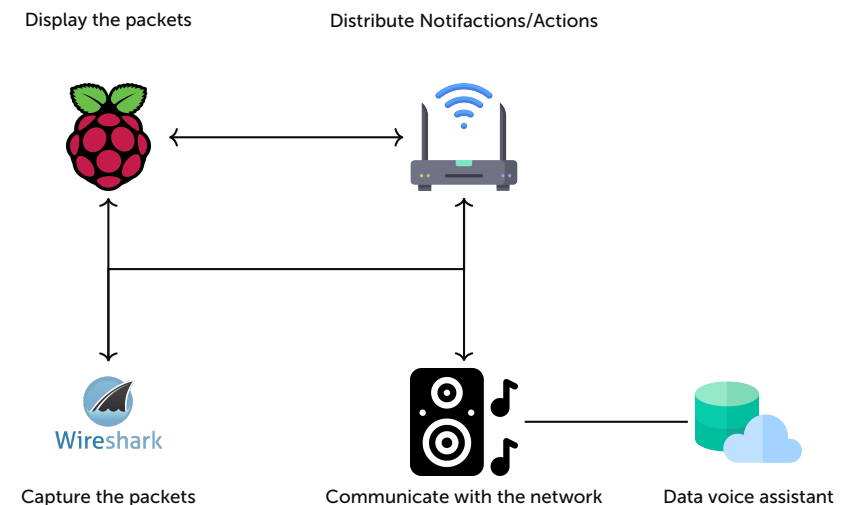 Display the packets
Distribute Notifactions/Actions
Wireshark
Capture the packets
Communicate with the network
Data voice assistant